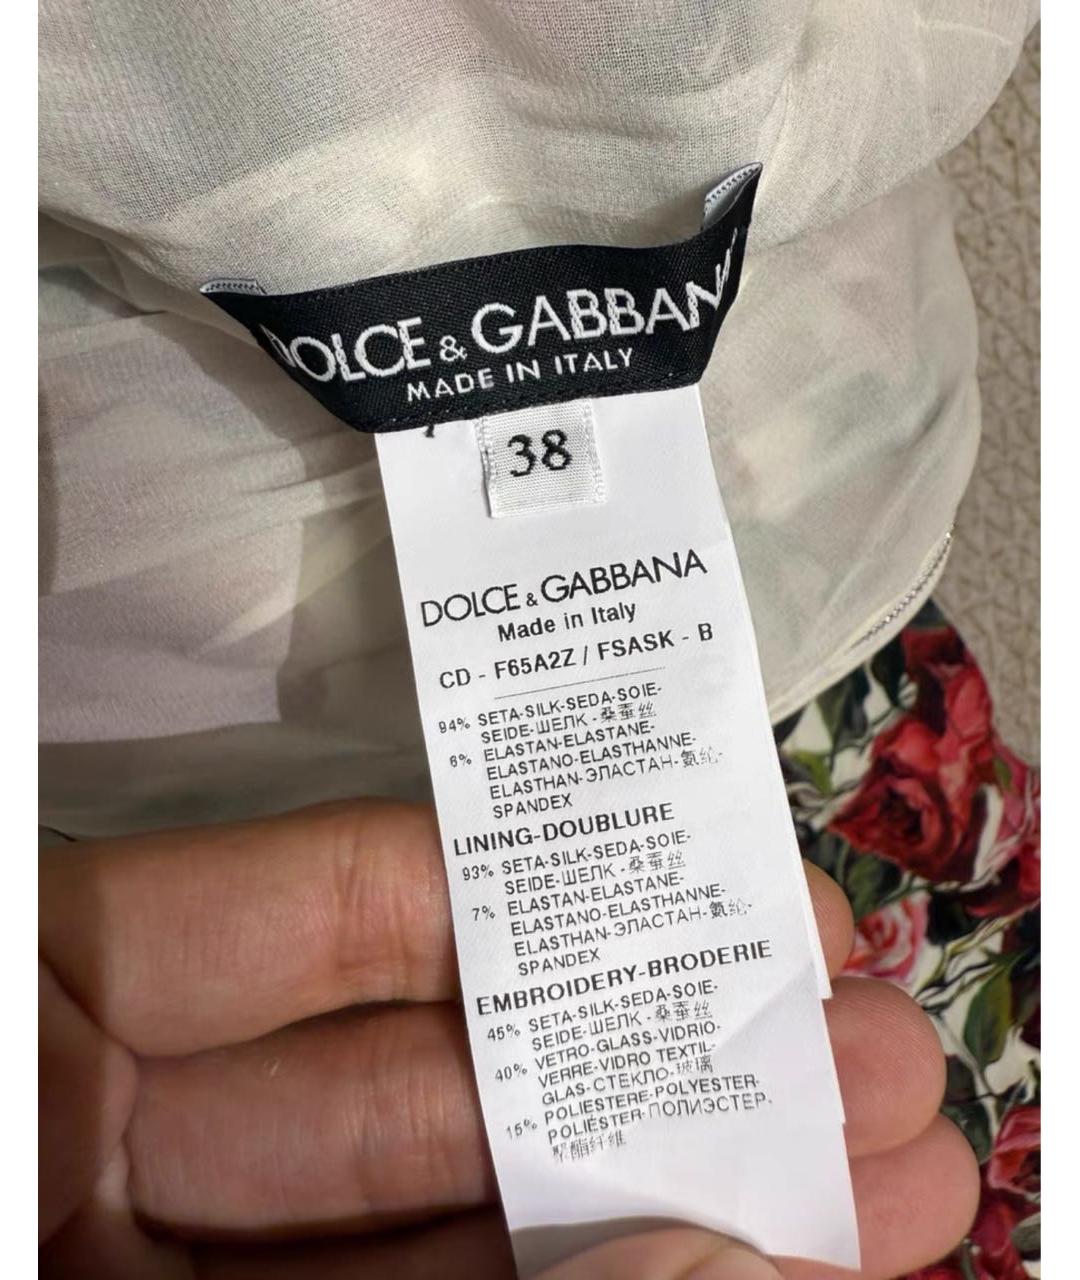 DOLCE & GABBANA
MADE IN ITALY
38
DOLCE & GABBANA
Made in Italy
CD - F65A2Z / FSASK - B
94% SETA-SILK-SEDA-SOIE-
SEIDE-ШЕЛК -桑蚕丝
6% ELASTAN-ELASTANE-
ELASTANO-ELASTHANNE-
ELASTHAN-ЭЛАСТАН-氨纶-
SPANDEX
LINING-DOUBLURE
93% SETA-SILK-SEDA-SOIE-
SEIDE-ШЕЛК -桑蚕丝
7% ELASTAN-ELASTANE-
ELASTANO-ELASTHANNE-
ELASTHAN-ЭЛАСТАН-氨纶-
SPANDEX
EMBROIDERY-BRODERIE
45% SETA-SILK-SEDA-SOIE-
SEIDE-ШЕЛК -桑蚕丝
40% VETRO-GLASS-VIDRIO-
VERRE-VIDRO TEXTIL-
GLAS-СТЕКЛО-玻璃
15% POLIESTERE-POLYESTER-
POLIÉSTER-ПОЛИЭСТЕР-
聚酯纤维